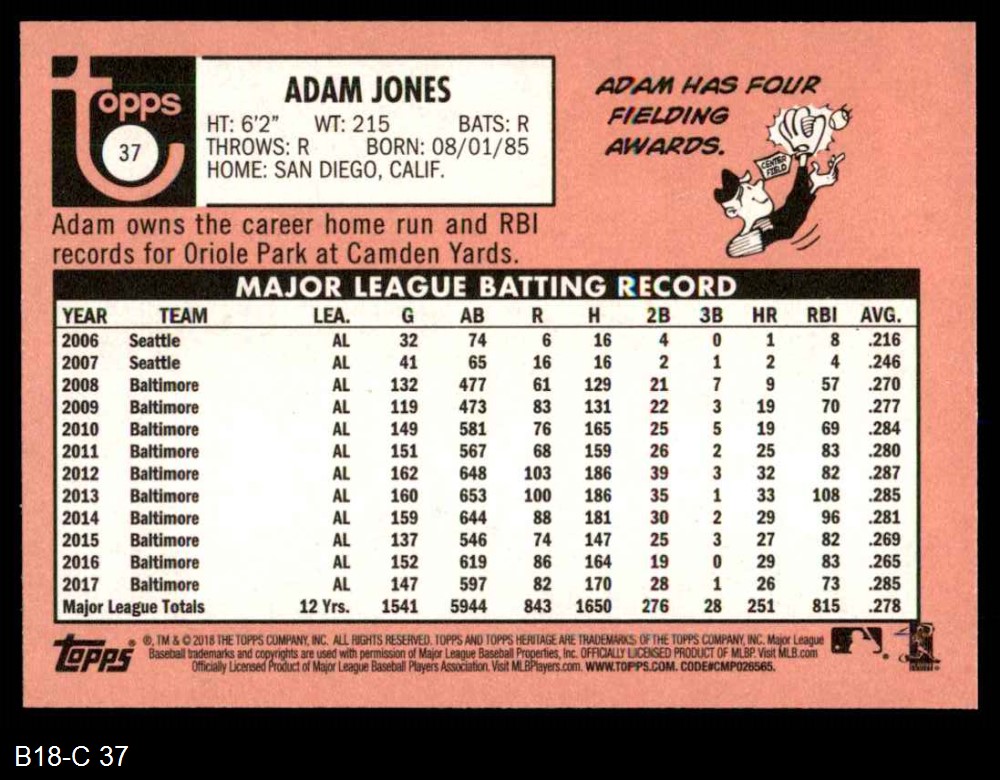 Topps
37
ADAM JONES
HT: 6'2" WT: 215 BATS: R
THROWS: R BORN: 08/01/85
HOME: SAN DIEGO, CALIF.
ADAM HAS FOUR
FIELDING
AWARDS.
CENTER
FIELD
Adam owns the career home run and RBI
records for Oriole Park at Camden Yards.
MAJOR LEAGUE BATTING RECORD
YEAR TEAM LEA. G AB R H 2B 3B HR RBI AVG.
2006 Seattle AL 32 74 6 16 4 0 1 8 .216
2007 Seattle AL 41 65 16 16 2 1 2 4 .246
2008 Baltimore AL 132 477 61 129 21 7 9 57 .270
2009 Baltimore AL 119 473 83 131 22 3 19 70 .277
2010 Baltimore AL 149 581 76 165 25 5 19 69 .284
2011 Baltimore AL 151 567 68 159 26 2 25 83 .280
2012 Baltimore AL 162 648 103 186 39 3 32 82 .287
2013 Baltimore AL 160 653 100 186 35 1 33 108 .285
2014 Baltimore AL 159 644 88 181 30 2 29 96 .281
2015 Baltimore AL 137 546 74 147 25 3 27 82 .269
2016 Baltimore AL 152 619 86 164 19 0 29 83 .265
2017 Baltimore AL 147 597 82 170 28 1 26 73 .285
Major League Totals 12 Yrs. 1541 5944 843 1650 276 28 251 815 .278
Topps® ®, TM & © 2018 THE TOPPS COMPANY, INC. ALL RIGHTS RESERVED. TOPPS AND TOPPS HERITAGE ARE TRADEMARKS OF THE TOPPS COMPANY, INC. Major League
Baseball trademarks and copyrights are used with permission of Major League Baseball Properties, Inc. OFFICIALLY LICENSED PRODUCT OF MLBP. Visit MLB.com
Officially Licensed Product of Major League Baseball Players Association. Visit MLBPlayers.com. WWW.TOPPS.COM. CODE#CMP026565.
B18-C 37